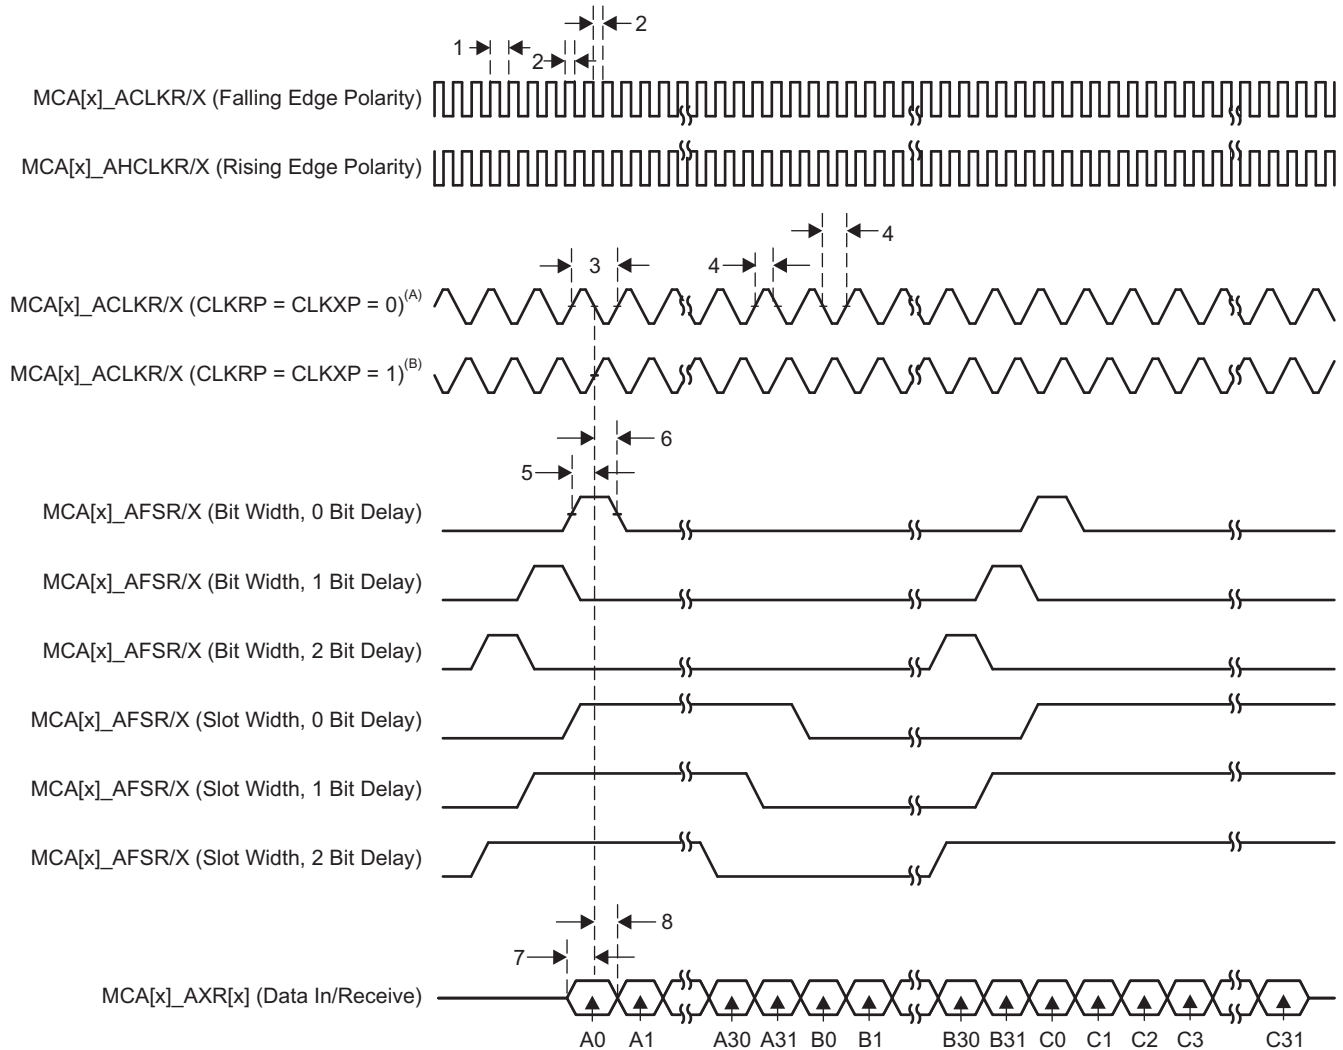 2
1
2
MCA[x]_ACLKR/X (Falling Edge Polarity)
MCA[x]_AHCLKR/X (Rising Edge Polarity)
4
3
4
MCA[x]_ACLKR/X (CLKRP = CLKXP = 0)(A)
MCA[x]_ACLKR/X (CLKRP = CLKXP = 1)(B)
6
5
MCA[x]_AFSR/X (Bit Width, 0 Bit Delay)
MCA[x]_AFSR/X (Bit Width, 1 Bit Delay)
MCA[x]_AFSR/X (Bit Width, 2 Bit Delay)
MCA[x]_AFSR/X (Slot Width, 0 Bit Delay)
MCA[x]_AFSR/X (Slot Width, 1 Bit Delay)
MCA[x]_AFSR/X (Slot Width, 2 Bit Delay)
8
7
MCA[x]_AXR[x] (Data In/Receive)
A0 A1 A30 A31 B0 B1 B30 B31 C0 C1 C2 C3 C31